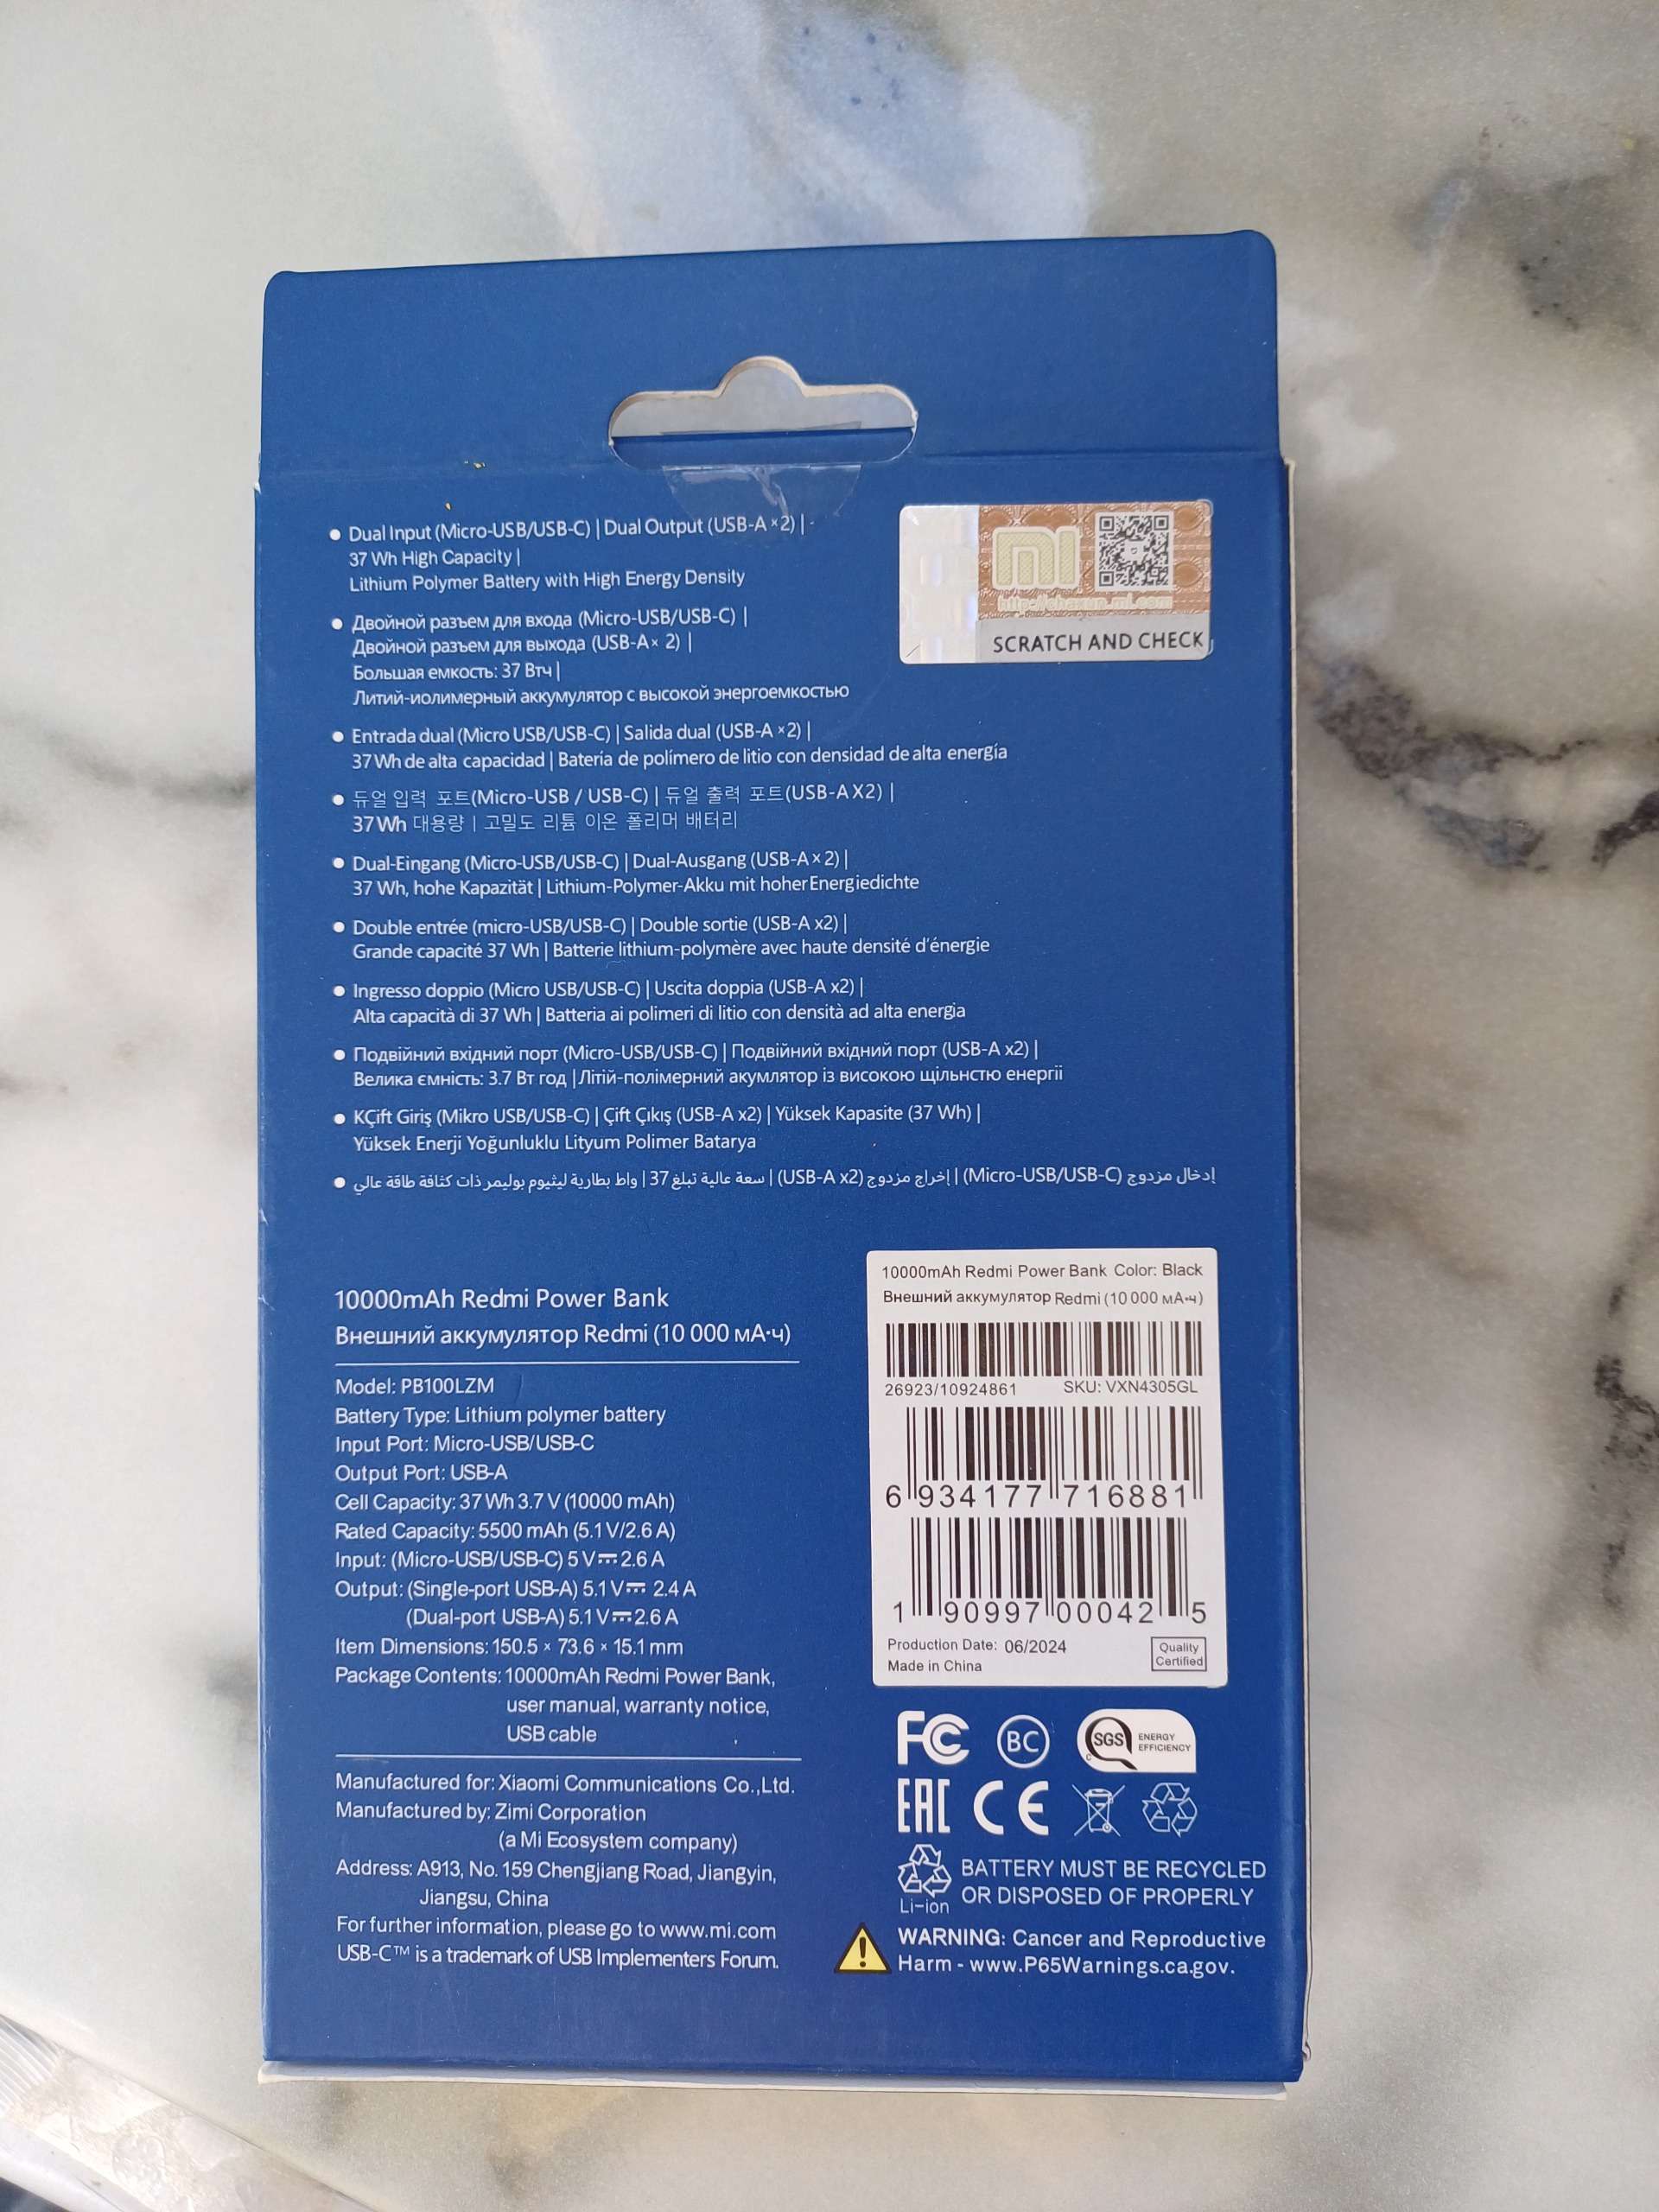 Dual Input (Micro-USB/USB-C) | Dual Output (USB-A ×2) |
37 Wh High Capacity |
Lithium Polymer Battery with High Energy Density
Двойной разъем для входа (Micro-USB/USB-C) |
Двойной разъем для выхода (USB-A× 2) |
Большая емкость: 37 Втч |
Литий-иолимерный аккумулятор с высокой энергоемкостью
Entrada dual (Micro USB/USB-C) | Salida dual (USB-A ×2) |
37 Wh de alta capacidad | Batería de polímero de litio con densidad de alta energía
듀얼 입력 포트(Micro-USB / USB-C) | 듀얼 출력 포트(USB-A X2) |
37 Wh 대용량 | 고밀도 리튬 이온 폴리머 배터리
Dual-Eingang (Micro-USB/USB-C) | Dual-Ausgang (USB-A × 2) |
37 Wh, hohe Kapazität | Lithium-Polymer-Akku mit hoher Energiedichte
Double entrée (micro-USB/USB-C) | Double sortie (USB-A x2) |
Grande capacité 37 Wh | Batterie lithium-polymère avec haute densité d'énergie
Ingresso doppio (Micro USB/USB-C) | Uscita doppia (USB-A x2) |
Alta capacità di 37 Wh | Batteria ai polimeri di litio con densità ad alta energia
Подвійний вхідний порт (Micro-USB/USB-C) | Подвійний вхідний порт (USB-A x2) |
Велика ємність: 3.7 Вт год | Літій-полімерний акумлятор із високою щільнстю енергії
KÇift Giriş (Mikro USB/USB-C) | Çift Çıkış (USB-A x2) | Yüksek Kapasite (37 Wh) |
Yüksek Enerji Yoğunluklu Lityum Polimer Batarya
إدخال مزدوج (Micro-USB/USB-C) | إخراج مزدوج (USB-A x2) | سعة عالية تبلغ 37 | واط بطارية ليثيوم بوليمر ذات كثافة طاقة عالي
mi
http://chaxun.mi.com
SCRATCH AND CHECK
10000mAh Redmi Power Bank
Внешний аккумулятор Redmi (10 000 мА·ч)
Model: PB100LZM
Battery Type: Lithium polymer battery
Input Port: Micro-USB/USB-C
Output Port: USB-A
Cell Capacity: 37 Wh 3.7 V (10000 mAh)
Rated Capacity: 5500 mAh (5.1 V/2.6 A)
Input: (Micro-USB/USB-C) 5 V⎓2.6 A
Output: (Single-port USB-A) 5.1 V⎓ 2.4 A
(Dual-port USB-A) 5.1 V⎓2.6 A
Item Dimensions: 150.5 × 73.6 × 15.1 mm
Package Contents: 10000mAh Redmi Power Bank,
user manual, warranty notice,
USB cable
Manufactured for: Xiaomi Communications Co.,Ltd.
Manufactured by: Zimi Corporation
(a Mi Ecosystem company)
Address: A913, No. 159 Chengjiang Road, Jiangyin,
Jiangsu, China
For further information, please go to www.mi.com
USB-C™ is a trademark of USB Implementers Forum.
10000mAh Redmi Power Bank Color: Black
Внешний аккумулятор Redmi (10 000 мА·ч)
26923/10924861 SKU: VXN4305GL
6 934177 716881
1 90997 00042 5
Production Date: 06/2024
Made in China
Quality
Certified
FC BC SGS ENERGY
EFFICIENCY
EAC CE
Li-ion
BATTERY MUST BE RECYCLED
OR DISPOSED OF PROPERLY
WARNING: Cancer and Reproductive
Harm - www.P65Warnings.ca.gov.